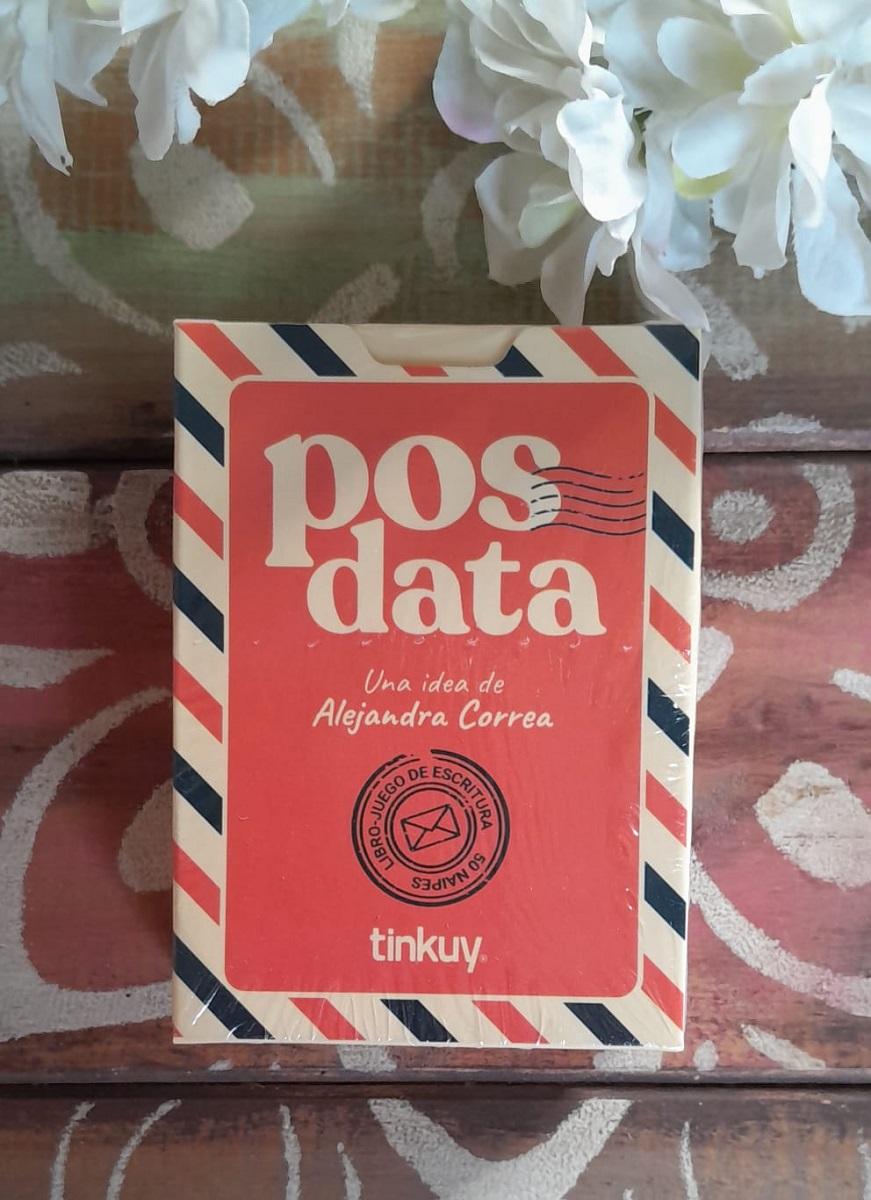 pos
data
Una idea de
Alejandra Correa
LIBRO-JUEGO DE ESCRITURA
50 NAIPES
tinkuy®